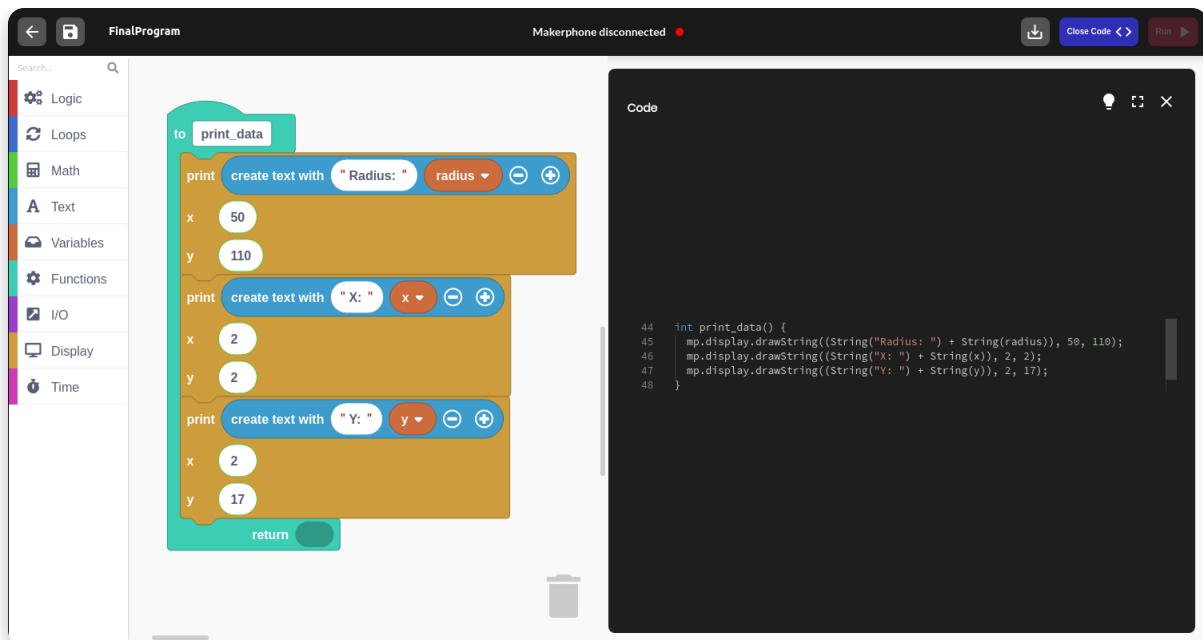 FinalProgram
Makerphone disconnected
Close Code
Run
Search...
Logic
Loops
Math
Text
Variables
Functions
I/O
Display
Time
to print_data
print create text with " Radius: " radius
x 50
y 110
print create text with " X: " x
x 2
y 2
print create text with " Y: " y
x 2
y 17
return
Code
44 int print_data() {
45 mp.display.drawString((String("Radius: ") + String(radius)), 50, 110);
46 mp.display.drawString((String("X: ") + String(x)), 2, 2);
47 mp.display.drawString((String("Y: ") + String(y)), 2, 17);
48 }